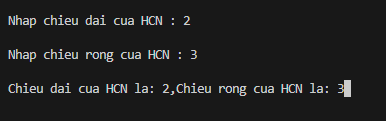 Nhap chieu dai cua HCN : 2
Nhap chieu rong cua HCN : 3
Chieu dai cua HCN la: 2,Chieu rong cua HCN la: 3